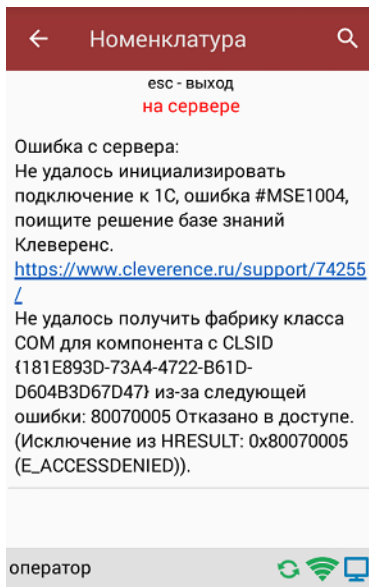 Номенклатура
esc - выход
на сервере
Ошибка с сервера:
Не удалось инициализировать
подключение к 1С, ошибка #MSE1004,
поищите решение базе знаний
Клеверенс.
https://www.cleverence.ru/support/74255
/
Не удалось получить фабрику класса
COM для компонента с CLSID
{181E893D-73A4-4722-B61D-
D604B3D67D47} из-за следующей
ошибки: 80070005 Отказано в доступе.
(Исключение из HRESULT: 0x80070005
(E_ACCESSDENIED)).
оператор